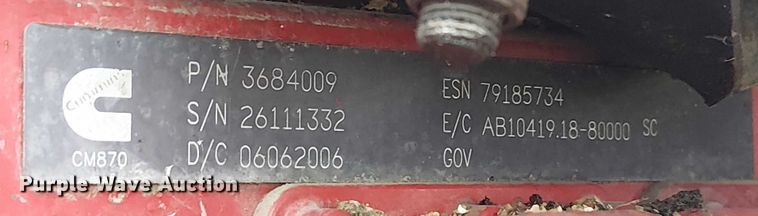 Cummins
CM870
P/N 3684009
S/N 26111332
D/C 06062006
ESN 79185734
E/C AB10419.18-80000 SC
GOV
Purple Wave Auction